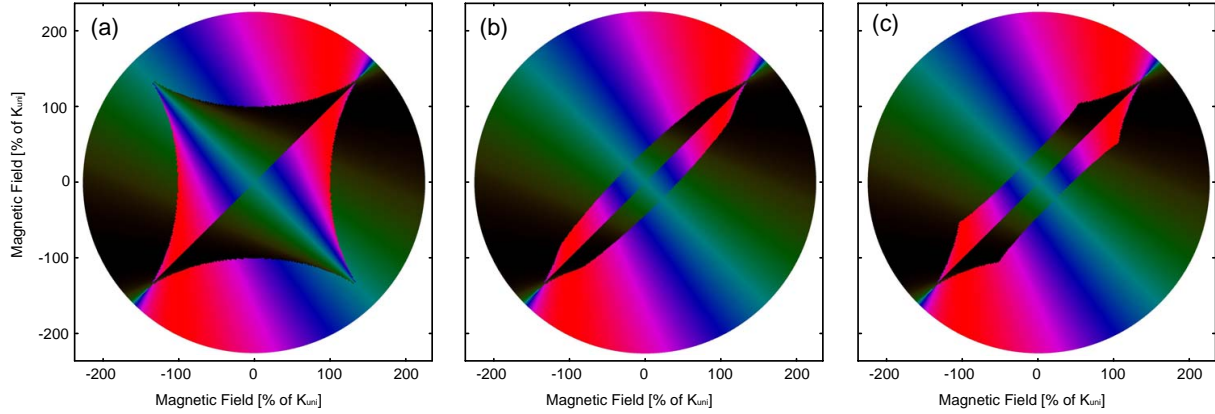 (a)
(b)
(c)
Magnetic Field [% of Kuni]
200
100
0
-100
-200
-200 -100 0 100 200
-200 -100 0 100 200
-200 -100 0 100 200
Magnetic Field [% of Kuni]
Magnetic Field [% of Kuni]
Magnetic Field [% of Kuni]